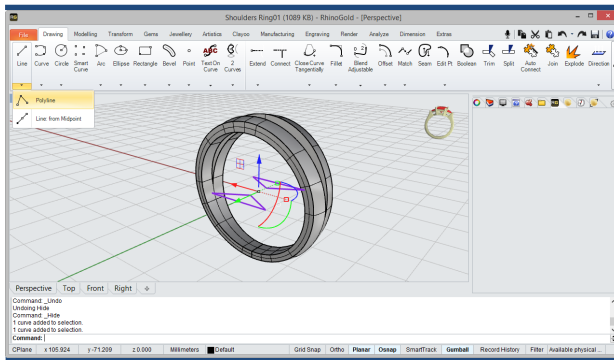 Shoulders Ring01 (1089 KB) - RhinoGold - [Perspective]
File Drawing Modelling Transform Gems Jewellery Artistics Clayoo Manufacturing Engraving Render Analyze Dimension Extras
Line Curve Circle Smart Curve Arc Ellipse Rectangle Bevel Point Text On Curve 2 Curves Extend Connect Close Curve Tangentially Fillet Blend Adjustable Offset Match Seam Edit Pt Boolean Trim Split Auto Connect Join Explode Direction
Polyline
Line: from Midpoint
Perspective Top Front Right
Command: _Undo
Undoing Hide
Command: _Hide
1 curve added to selection.
1 curve added to selection.
Command:
CPlane x 105.924 y -71.209 z 0.000 Millimeters Default Grid Snap Ortho Planar Osnap SmartTrack Gumball Record History Filter Available physical ...